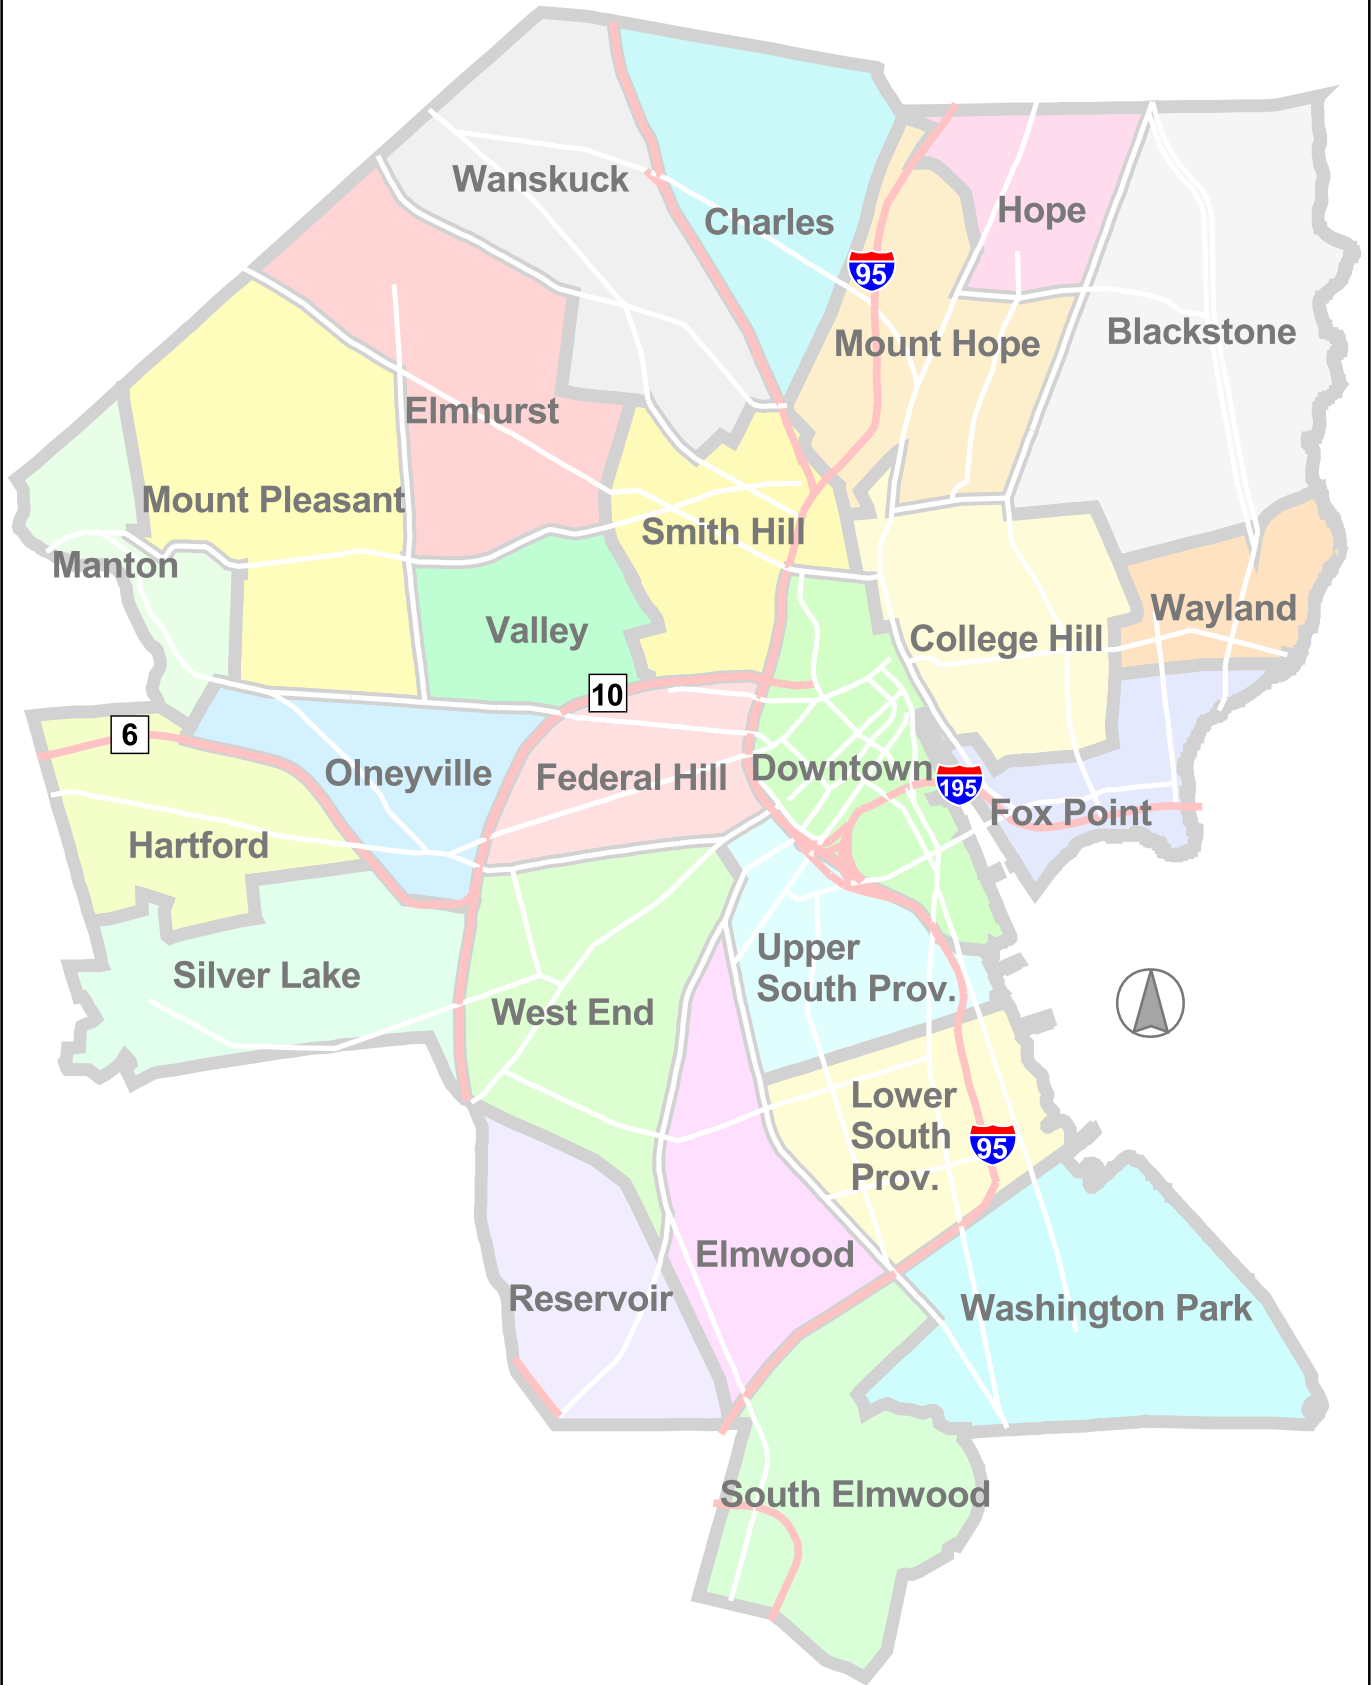 Wanskuck
Charles
Hope
95
Blackstone
Mount Hope
Elmhurst
Mount Pleasant
Smith Hill
Manton
Wayland
Valley
College Hill
10
6
Olneyville
Federal Hill
Downtown
195
Fox Point
Hartford
Upper
South Prov.
Silver Lake
West End
Lower
South
Prov.
95
Elmwood
Reservoir
Washington Park
South Elmwood